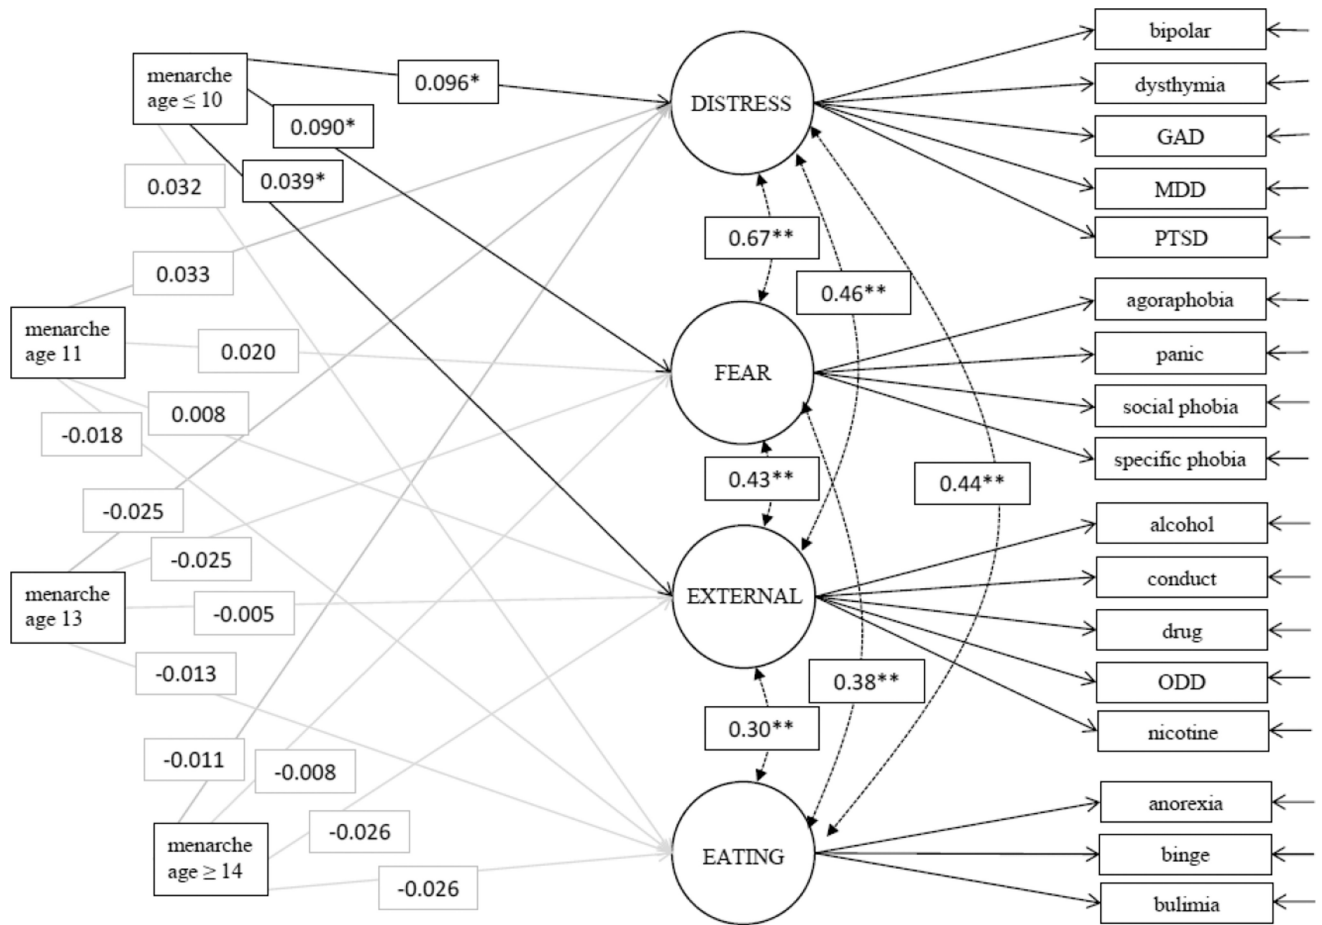 menarche
age ≤ 10
0.096*
0.090*
0.039*
0.032
menarche
age 11
0.033
0.020
0.008
-0.018
menarche
age 13
-0.025
-0.025
-0.005
-0.013
menarche
age ≥ 14
-0.011
-0.008
-0.026
-0.026
DISTRESS
FEAR
EXTERNAL
EATING
0.67**
0.46**
0.43**
0.44**
0.38**
0.30**
bipolar
dysthymia
GAD
MDD
PTSD
agoraphobia
panic
social phobia
specific phobia
alcohol
conduct
drug
ODD
nicotine
anorexia
binge
bulimia